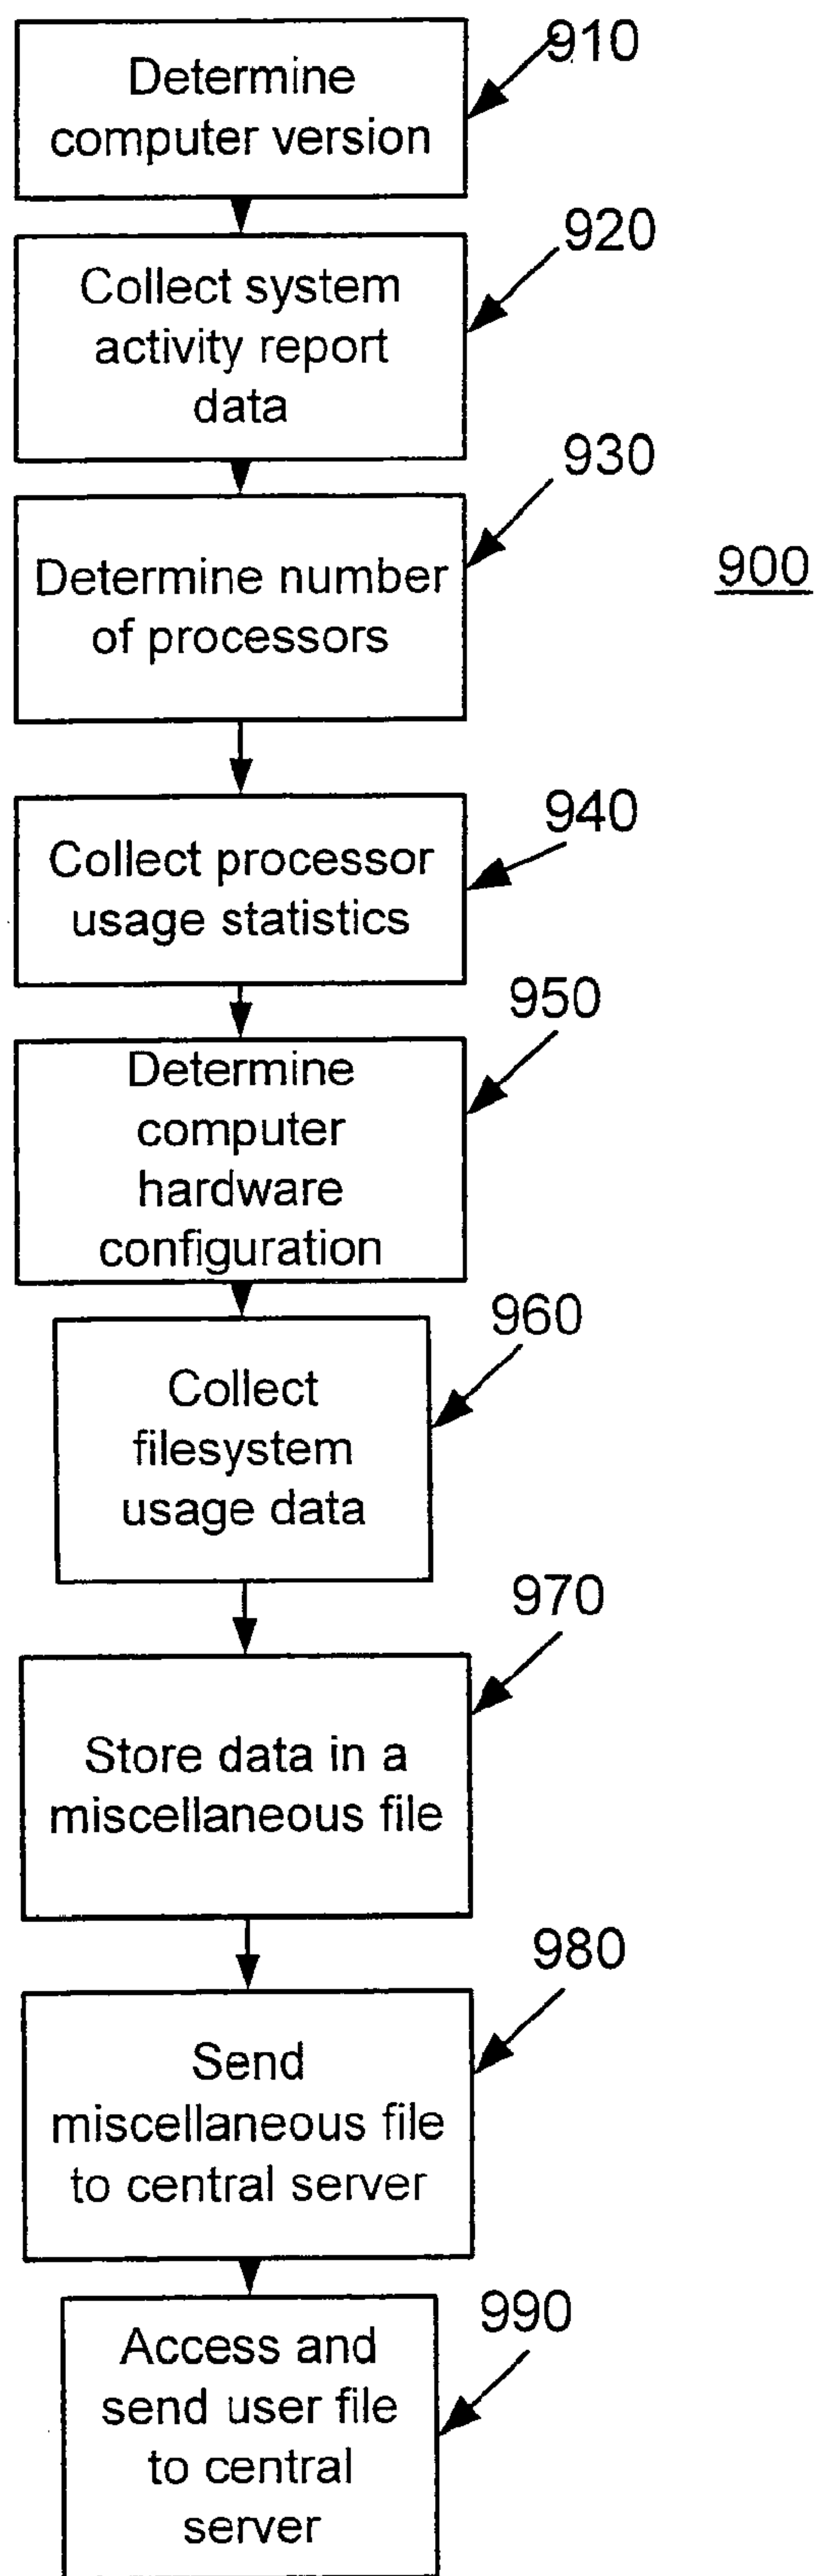 910
Determine
computer version
920
Collect system
activity report
data
930
Determine number
of processors
900
940
Collect processor
usage statistics
950
Determine
computer
hardware
configuration
960
Collect
filesystem
usage data
970
Store data in a
miscellaneous file
980
Send
miscellaneous file
to central server
990
Access and
send user file
to central
server